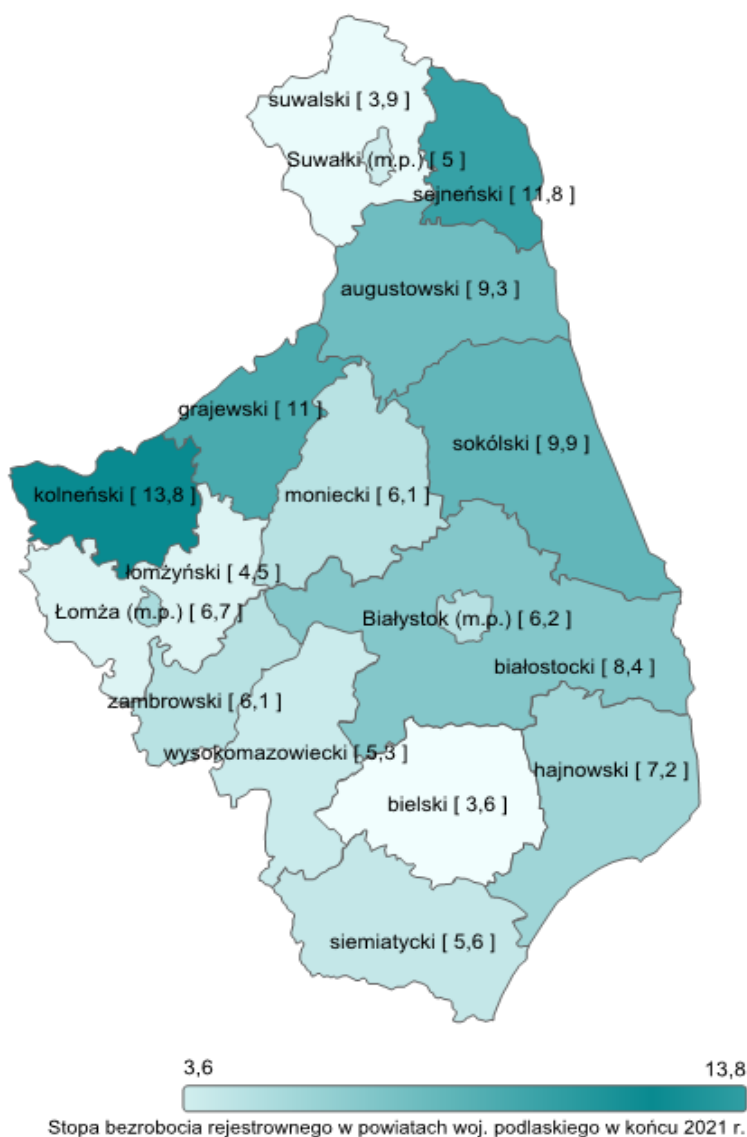 suwalski [ 3,9 ]
Suwałki (m.p.) [ 5 ]
sejneński [ 11,8 ]
augustowski [ 9,3 ]
grajewski [ 11 ]
sokólski [ 9,9 ]
kolneński [ 13,8 ]
moniecki [ 6,1 ]
łomżyński [ 4,5 ]
Łomża (m.p.) [ 6,7 ]
Białystok (m.p.) [ 6,2 ]
białostocki [ 8,4 ]
zambrowski [ 6,1 ]
wysokomazowiecki [ 5,3 ]
hajnowski [ 7,2 ]
bielski [ 3,6 ]
siemiatycki [ 5,6 ]
3,6 13,8
Stopa bezrobocia rejestrownego w powiatach woj. podlaskiego w końcu 2021 r.